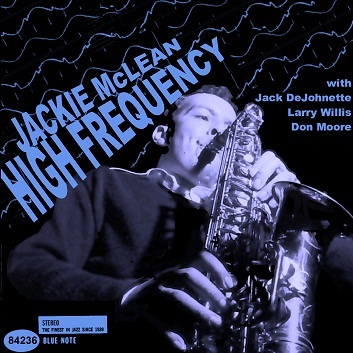 JACKIE McLEAN
HIGH FREQUENCY
with
Jack DeJohnette
Larry Willis
Don Moore
STEREO
THE FINEST IN JAZZ SINCE 1939
84236 BLUE NOTE